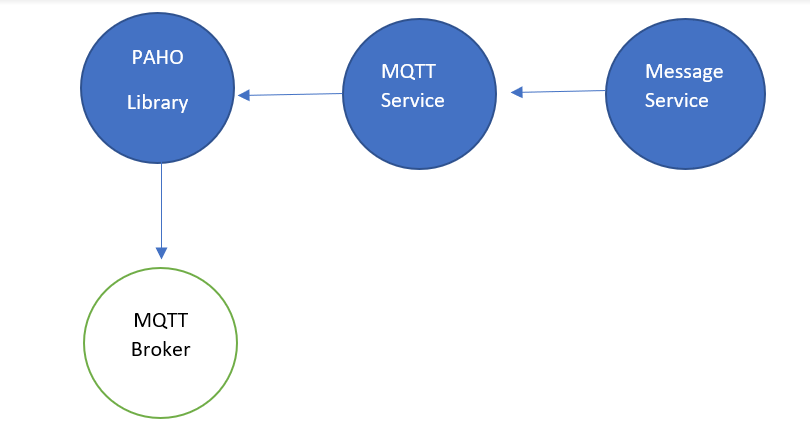 PAHO
Library
MQTT
Service
Message
Service
MQTT
Broker